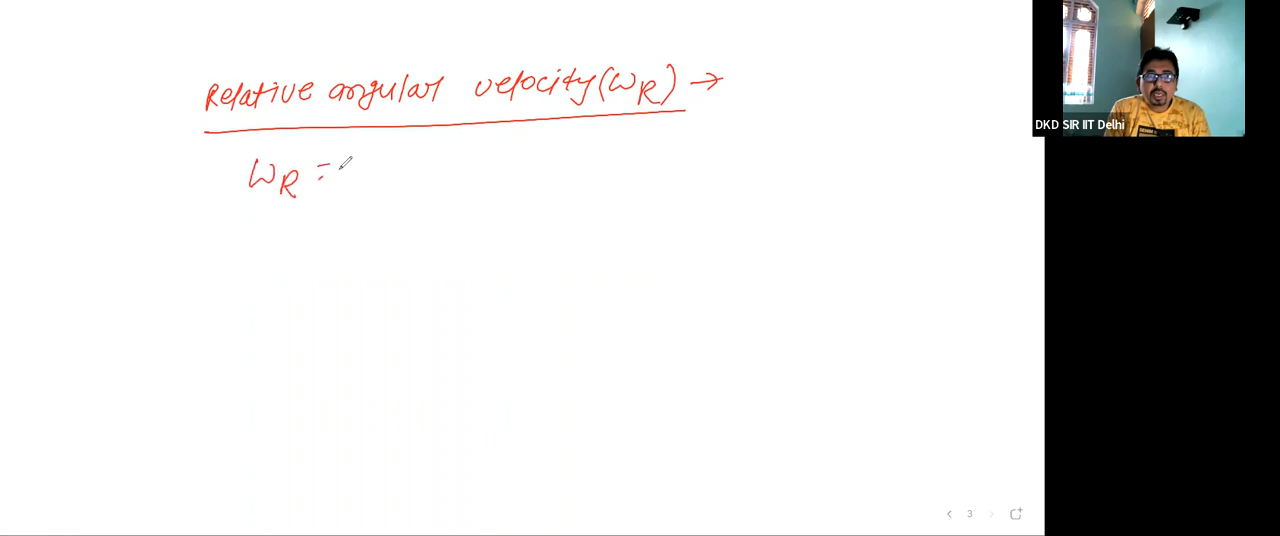 Relative angular velocity (ωR) →
ωR =
DKD SIR IIT Delhi
3